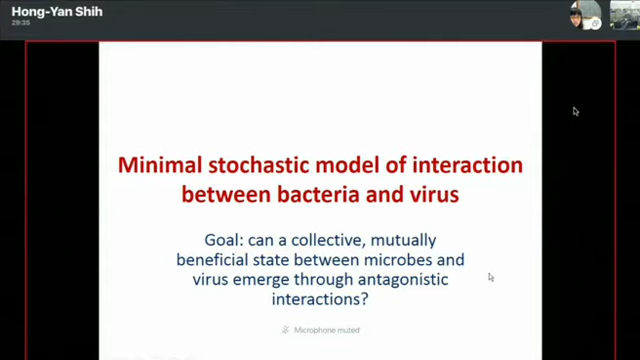 Hong-Yan Shih
29:35
Minimal stochastic model of interaction
between bacteria and virus
Goal: can a collective, mutually
beneficial state between microbes and
virus emerge through antagonistic
interactions?
Microphone muted